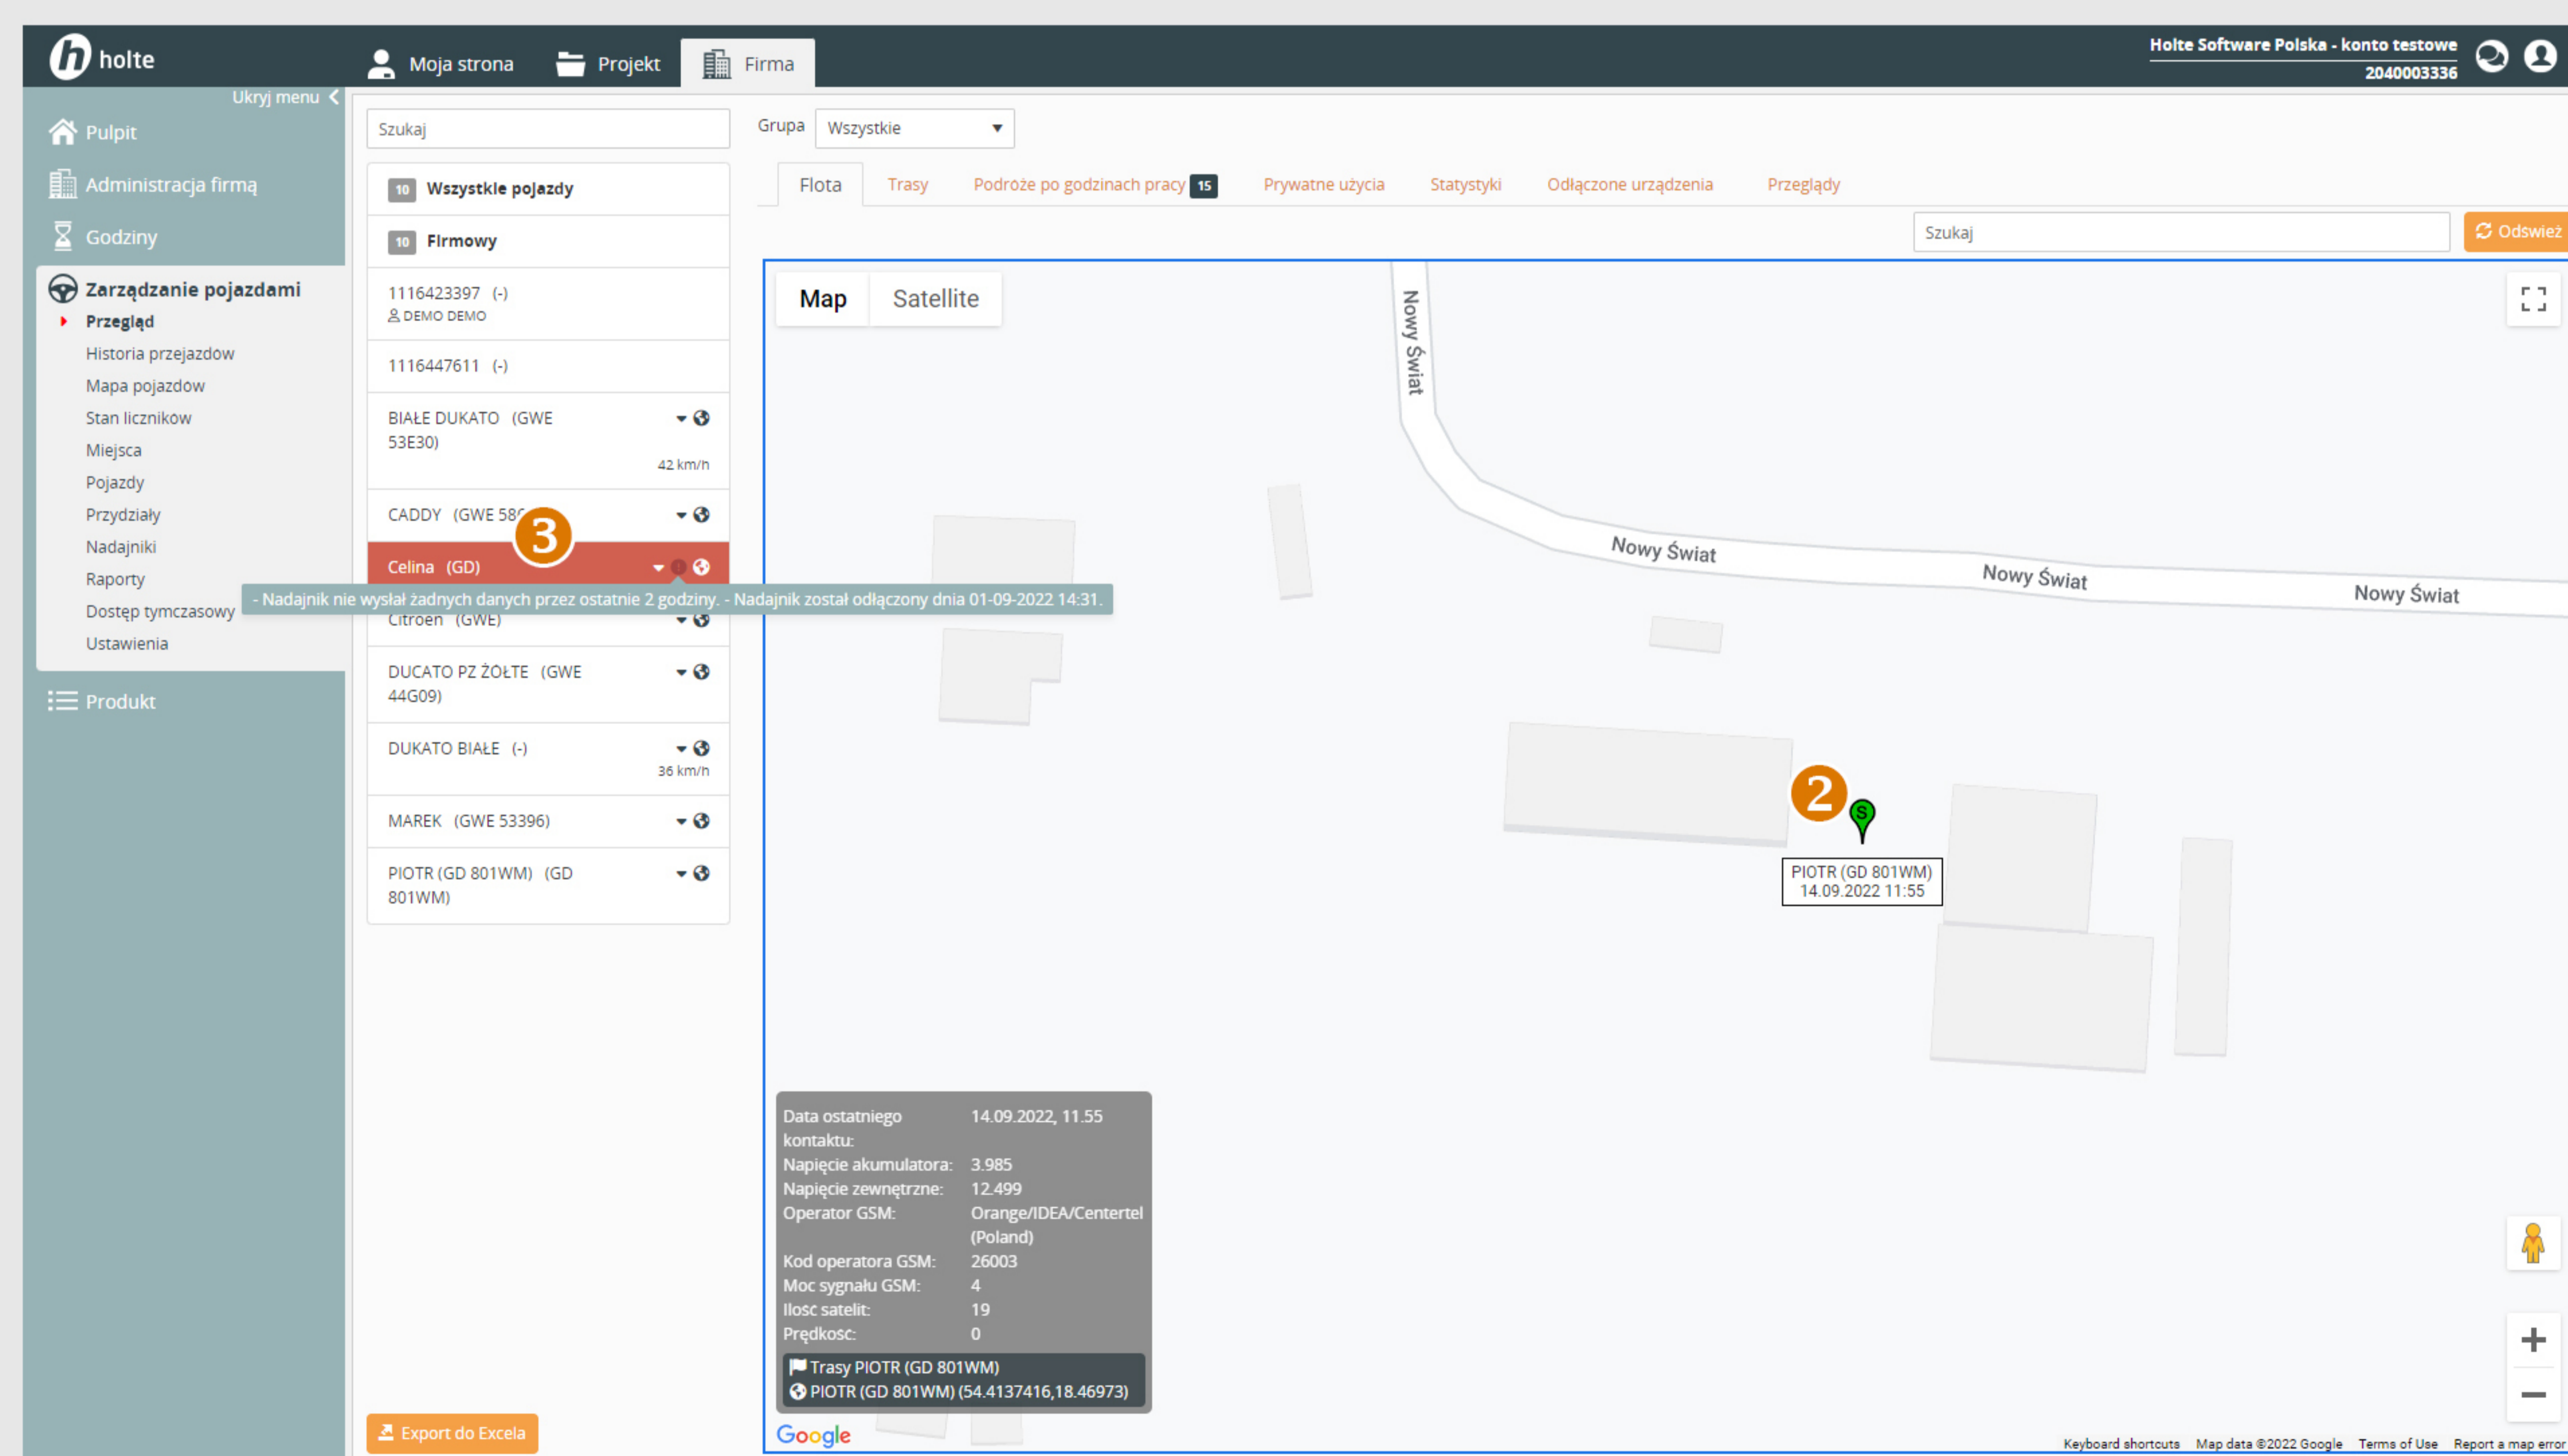 holte
Moja strona
Projekt
Firma
Holte Software Polska - konto testowe
2040003336
Ukryj menu
Pulpit
Administracja firmą
Godziny
Zarządzanie pojazdami
Przegląd
Historia przejazdów
Mapa pojazdów
Stan liczników
Miejsca
Pojazdy
Przydziały
Nadajniki
Raporty
Dostęp tymczasowy
Ustawienia
Produkt
Szukaj
10 Wszystkie pojazdy
10 Firmowy
1116423397 (-)
DEMO DEMO
1116447611 (-)
BIAŁE DUKATO (GWE
53E30)
42 km/h
CADDY (GWE 58
3
Celina (GD)
- Nadajnik nie wysłał żadnych danych przez ostatnie 2 godziny. - Nadajnik został odłączony dnia 01-09-2022 14:31.
Citroen (GWE)
DUCATO PZ ŻÓŁTE (GWE
44G09)
DUKATO BIAŁE (-)
36 km/h
MAREK (GWE 53396)
PIOTR (GD 801WM) (GD
801WM)
Export do Excela
Grupa Wszystkie
Flota
Trasy
Podróże po godzinach pracy 15
Prywatne użycia
Statystyki
Odłączone urządzenia
Przeglądy
Szukaj
Odswież
Map
Satellite
Nowy Świat
Nowy Świat
Nowy Świat
Nowy Świat
2
S
PIOTR (GD 801WM)
14.09.2022 11:55
Data ostatniego 14.09.2022, 11.55
kontaktu:
Napięcie akumulatora: 3.985
Napięcie zewnętrzne: 12.499
Operator GSM: Orange/IDEA/Centertel
(Poland)
Kod operatora GSM: 26003
Moc sygnału GSM: 4
Ilość satelit: 19
Prędkość: 0
Trasy PIOTR (GD 801WM)
PIOTR (GD 801WM) (54.4137416,18.46973)
Google
Keyboard shortcuts
Map data ©2022 Google
Terms of Use
Report a map error